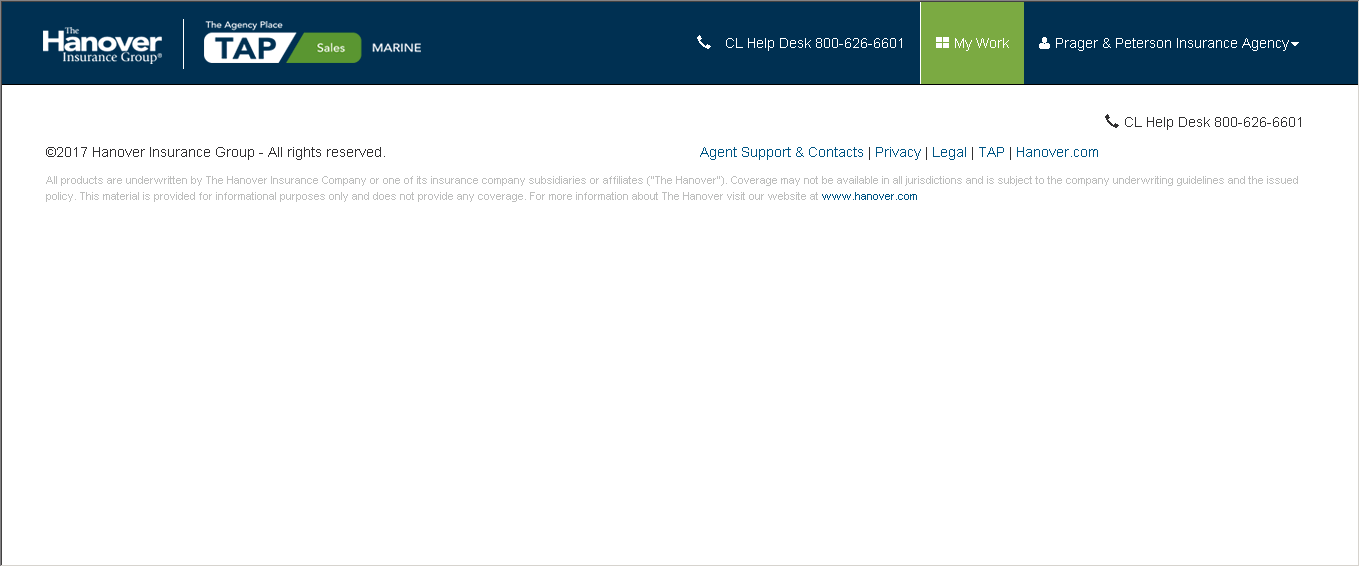 The Hanover Insurance Group®
The Agency Place
TAP Sales MARINE
CL Help Desk 800-626-6601
My Work
Prager & Peterson Insurance Agency
CL Help Desk 800-626-6601
©2017 Hanover Insurance Group - All rights reserved.
Agent Support & Contacts | Privacy | Legal | TAP | Hanover.com
All products are underwritten by The Hanover Insurance Company or one of its insurance company subsidiaries or affiliates ("The Hanover"). Coverage may not be available in all jurisdictions and is subject to the company underwriting guidelines and the issued
policy. This material is provided for informational purposes only and does not provide any coverage. For more information about The Hanover visit our website at www.hanover.com